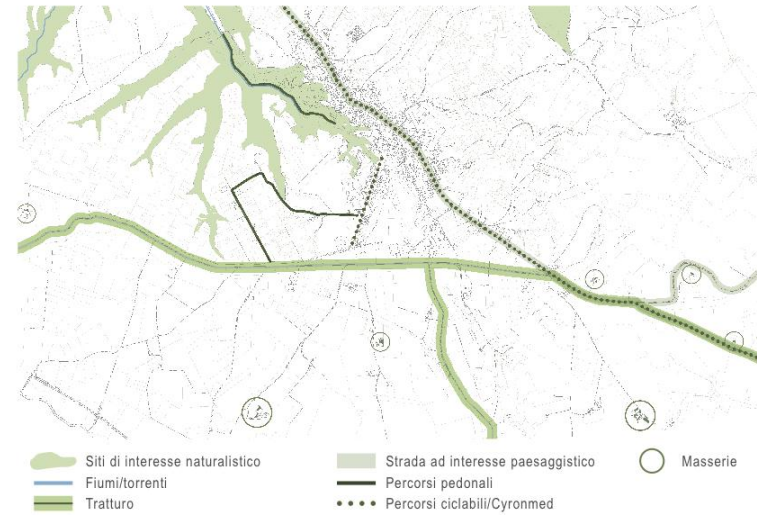 Siti di interesse naturalistico
Fiumi/torrenti
Tratturo
Strada ad interesse paesaggistico
Percorsi pedonali
Percorsi ciclabili/Cyronmed
Masserie